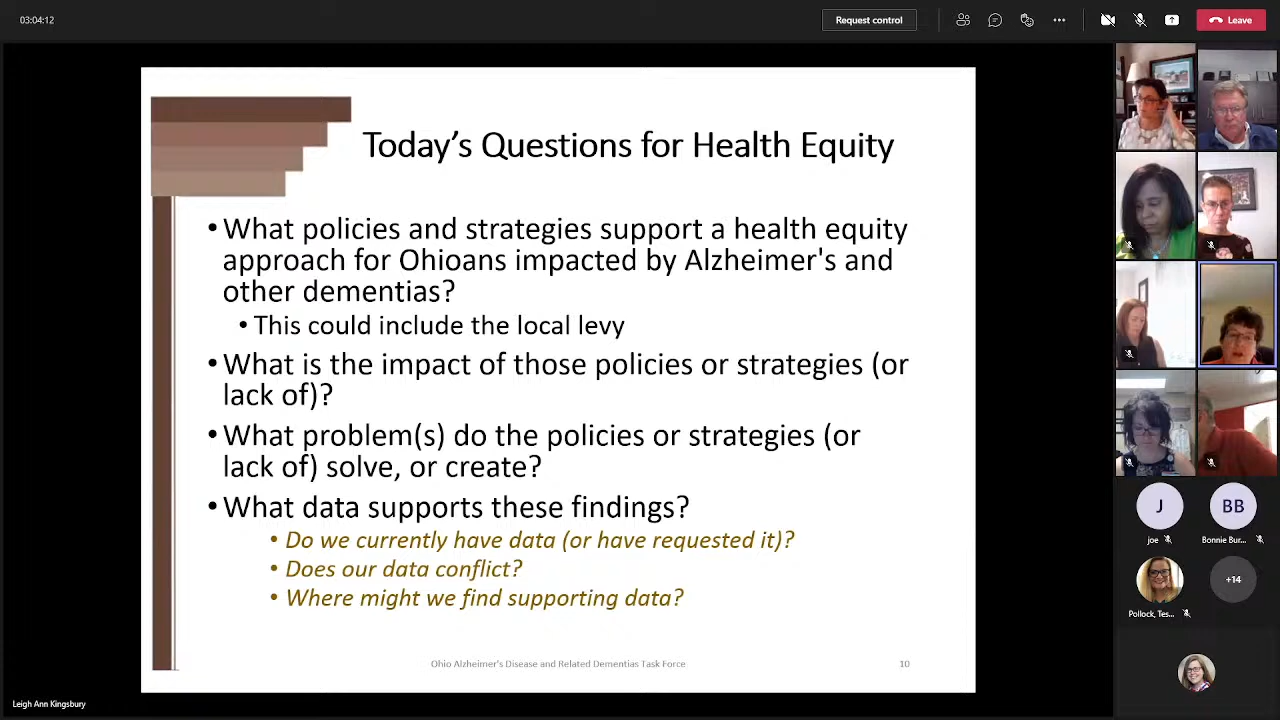 03:04:12
Request control
Leave
Today's Questions for Health Equity
• What policies and strategies support a health equity
approach for Ohioans impacted by Alzheimer's and
other dementias?
• This could include the local levy
• What is the impact of those policies or strategies (or
lack of)?
• What problem(s) do the policies or strategies (or
lack of) solve, or create?
• What data supports these findings?
• Do we currently have data (or have requested it)?
• Does our data conflict?
• Where might we find supporting data?
Ohio Alzheimer's Disease and Related Dementias Task Force
10
J
BB
joe
Bonnie Bur...
+14
Pollock, Tes...
Leigh Ann Kingsbury